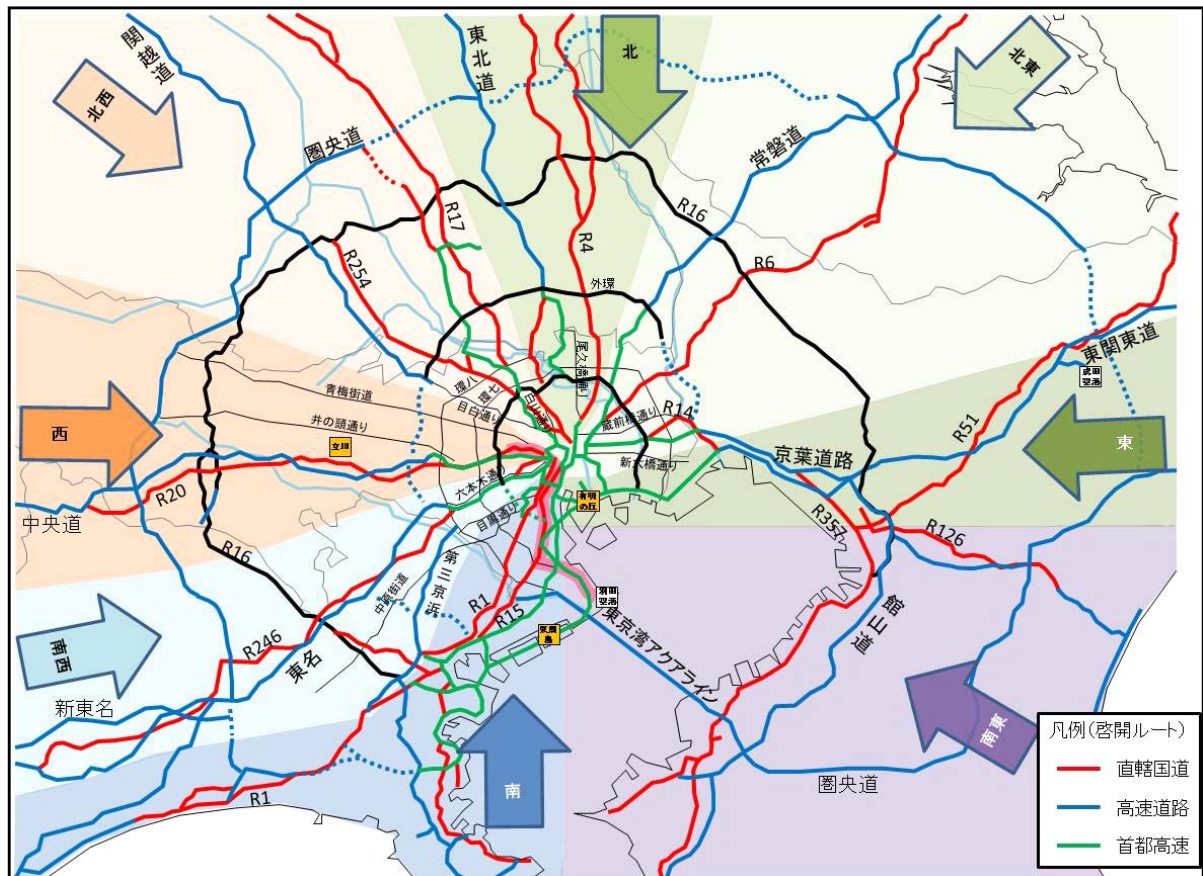 関越道
東北道
北
北東
北西
圏央道
常磐道
R17
R16
R4
R6
R254
外環
尾久橋通り
東関東道
成田
空港
青梅街道
環八
環七
目白通り
白山通り
蔵前橋通り
R14
井の頭通り
西
立川
新大橋通り
京葉道路
R51
東
六本木通り
有明
の丘
R20
中央道
目黒通り
R357
R126
R16
第三京浜
中原街道
羽田
空港
R1
R15
東扇
島
東京湾アクアライン
館山道
南西
R246
東名
新東名
南東
南
R1
圏央道
凡例(啓開ルート)
直轄国道
高速道路
首都高速